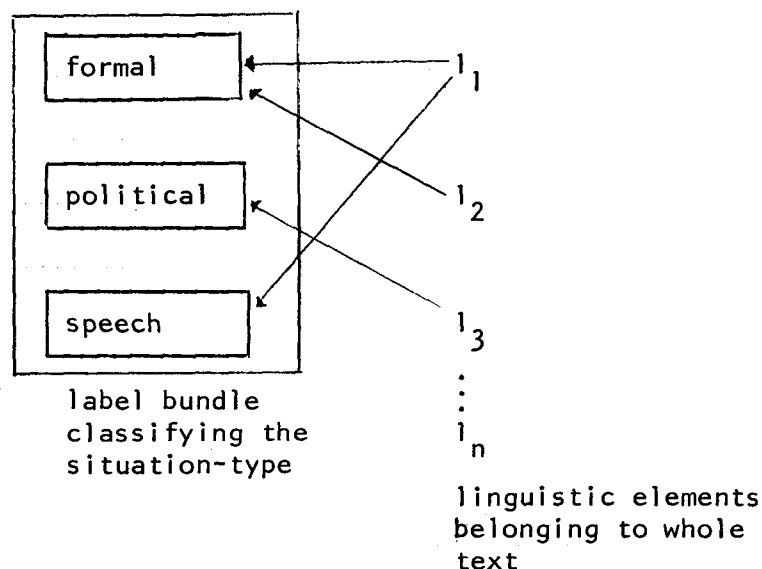 formal
political
speech
label bundle
classifying the
situation-type
l₁
l₂
l₃
⋮
lₙ
linguistic elements
belonging to whole
text